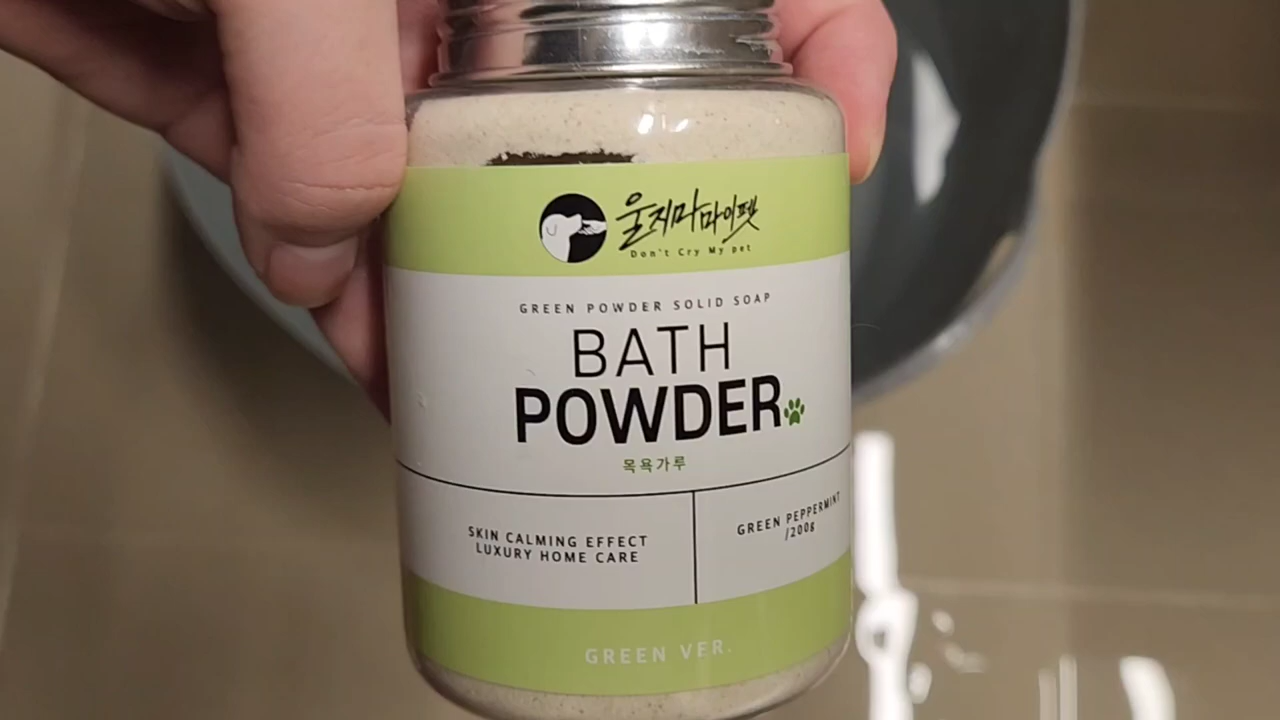 울지마마이펫
Don't Cry My pet
GREEN POWDER SOLID SOAP
BATH
POWDER
목욕가루
SKIN CALMING EFFECT
LUXURY HOME CARE
GREEN PEPPERMINT
/200g
GREEN VER.